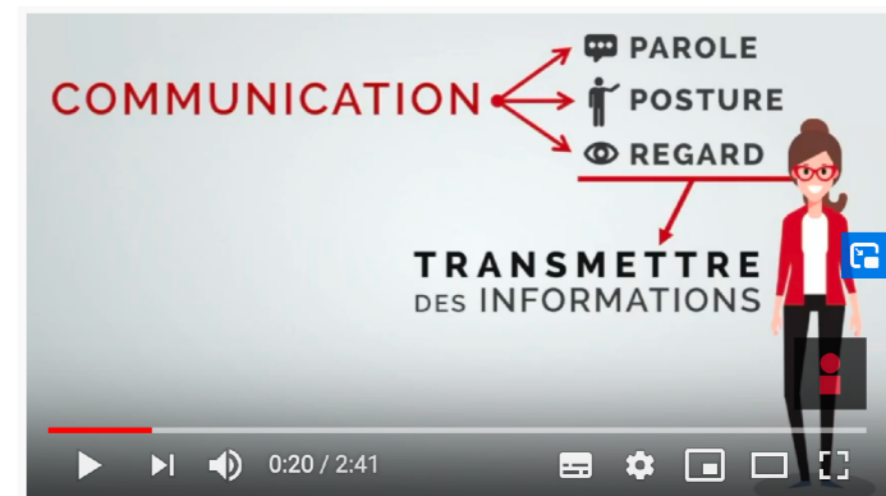 COMMUNICATION
PAROLE
POSTURE
REGARD
TRANSMETTRE
DES INFORMATIONS
0:20 / 2:41